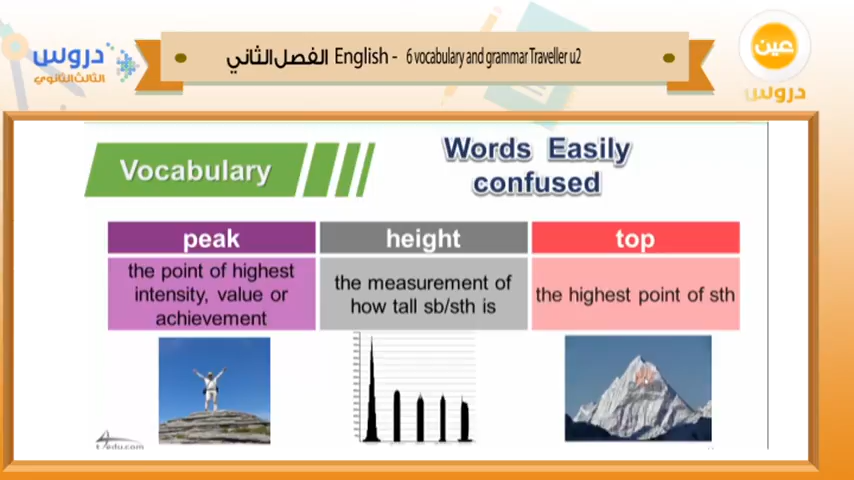 دروس
الثالث الثانوي
English - الفصل الثاني 6 vocabulary and grammar Traveller u2
عين
دروس
Vocabulary
Words Easily
confused
peak
height
top
the point of highest
intensity, value or
achievement
the measurement of
how tall sb/sth is
the highest point of sth